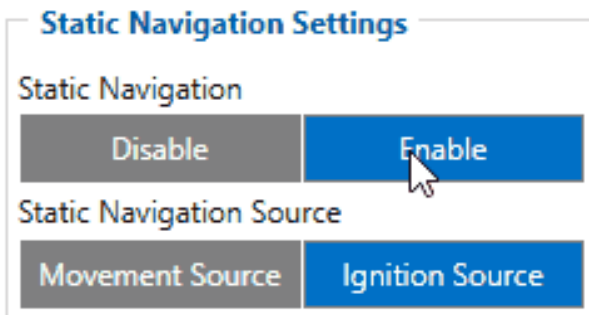 Static Navigation Settings
Static Navigation
Disable Enable
Static Navigation Source
Movement Source Ignition Source